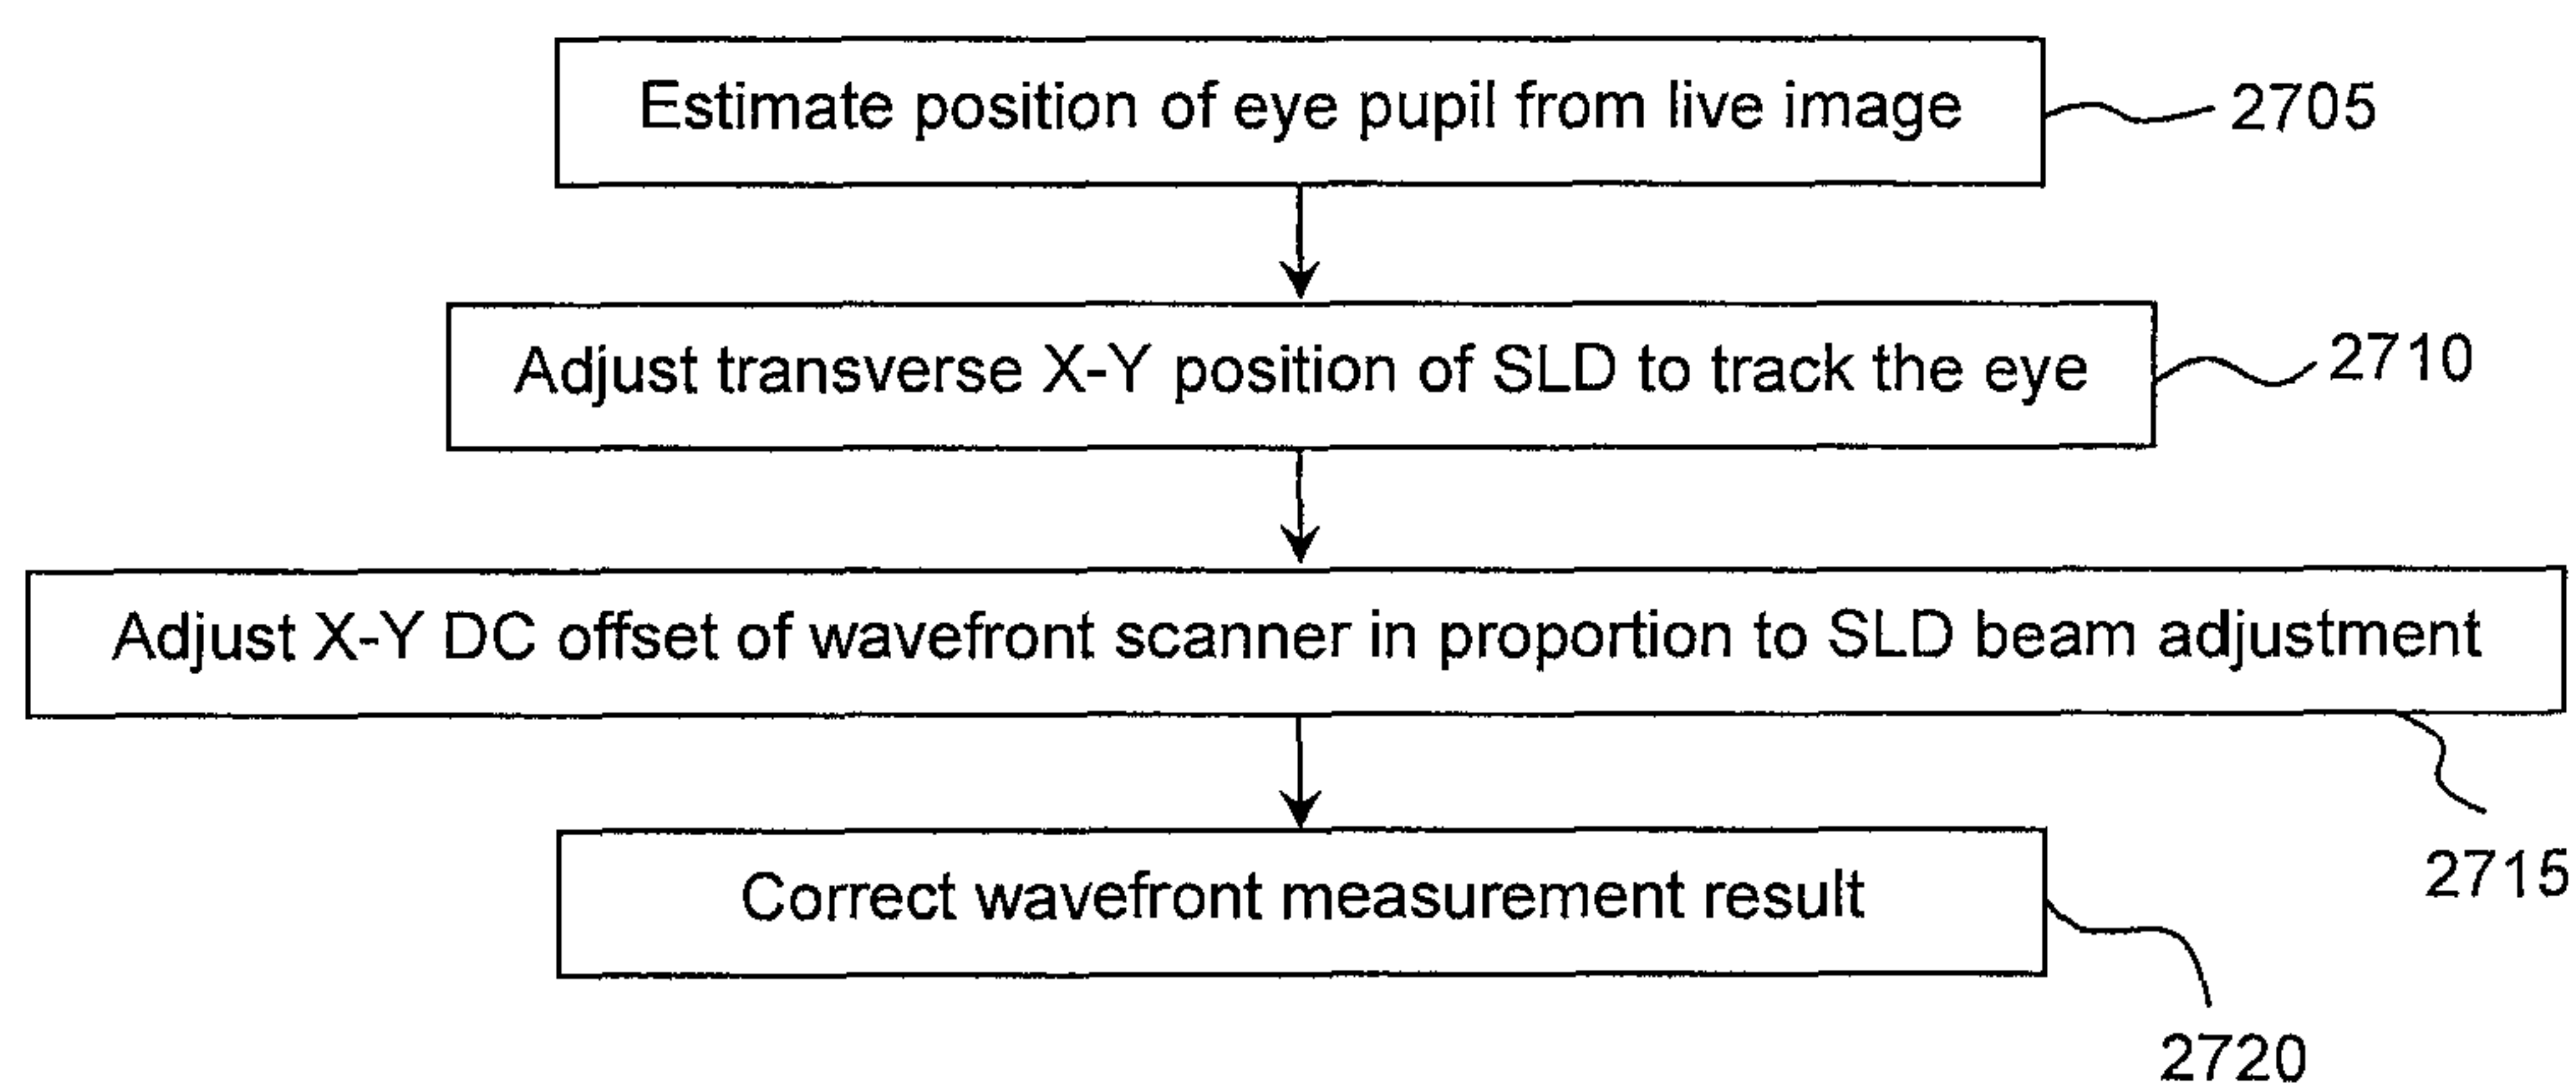 Estimate position of eye pupil from live image
2705
Adjust transverse X-Y position of SLD to track the eye
2710
Adjust X-Y DC offset of wavefront scanner in proportion to SLD beam adjustment
2715
Correct wavefront measurement result
2720